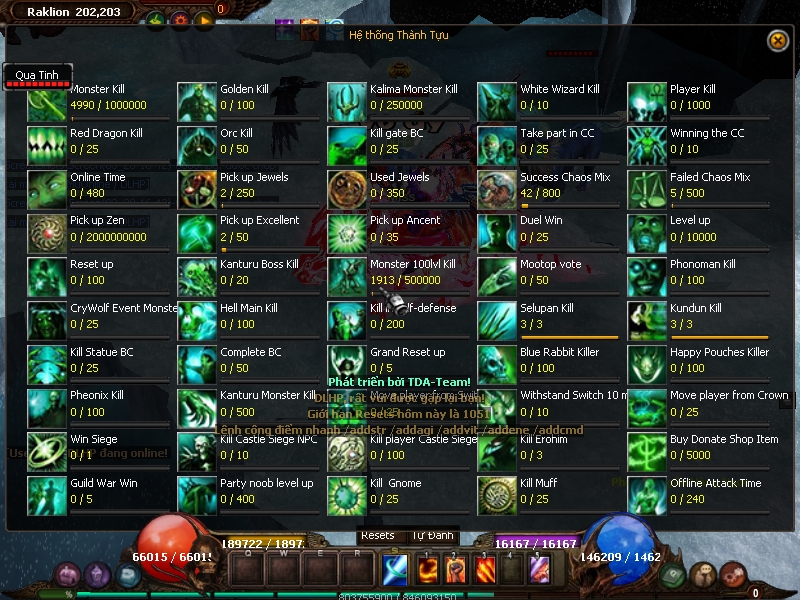 Raklion 202,203
0
Hệ thống Thành Tựu
Qua Tinh
Monster Kill
4990 / 1000000
Golden Kill
0 / 100
Kalima Monster Kill
0 / 250000
White Wizard Kill
0 / 10
Player Kill
0 / 1000
Red Dragon Kill
0 / 25
Orc Kill
0 / 50
Kill gate BC
0 / 25
Take part in CC
0 / 25
Winning the CC
0 / 10
Online Time
0 / 480
Pick up Jewels
2 / 250
Used Jewels
0 / 350
Success Chaos Mix
42 / 800
Failed Chaos Mix
5 / 500
Pick up Zen
0 / 2000000000
Pick up Excellent
2 / 50
Pick up Ancent
0 / 35
Duel Win
0 / 25
Level up
0 / 10000
Reset up
0 / 100
Kanturu Boss Kill
0 / 20
Monster 100lvl Kill
1913 / 500000
Mootop vote
0 / 50
Phonoman Kill
0 / 100
CryWolf Event Monste
0 / 25
Hell Main Kill
0 / 100
Kill lf-defense
0 / 200
Selupan Kill
3 / 3
Kundun Kill
3 / 3
Kill Statue BC
0 / 25
Complete BC
0 / 50
Grand Reset up
0 / 5
Blue Rabbit Killer
0 / 100
Happy Pouches Killer
0 / 100
Phát triển bởi TDA-Team!
Pheonix Kill
0 / 100
Kanturu Monster Kill
0 / 500
Move player from Swith
0 / 25
Withstand Switch 10 m
0 / 10
Move player from Crown
0 / 25
DLHP, rất vui được gặp lại bạn!
Giới hạn Resets hôm này là 1051
Lệnh cộng điểm nhanh /addstr /addagi /addvit /addene /addcmd
Win Siege
0 / 1
Kill Castle Siege NPC
0 / 10
Kill player Castle Siege
0 / 100
Kill Erohim
0 / 3
Buy Donate Shop Item
0 / 5000
đang online!
Guild War Win
0 / 5
Party noob level up
0 / 400
Kill Gnome
0 / 25
Kill Muff
0 / 25
Offline Attack Time
0 / 240
Resets
Tự Đánh
66015 / 6601
189722 / 1897
16167 / 16167
146209 / 1462
Q W E R
1 2 3 4 5
%
803755900 / 846093150
0